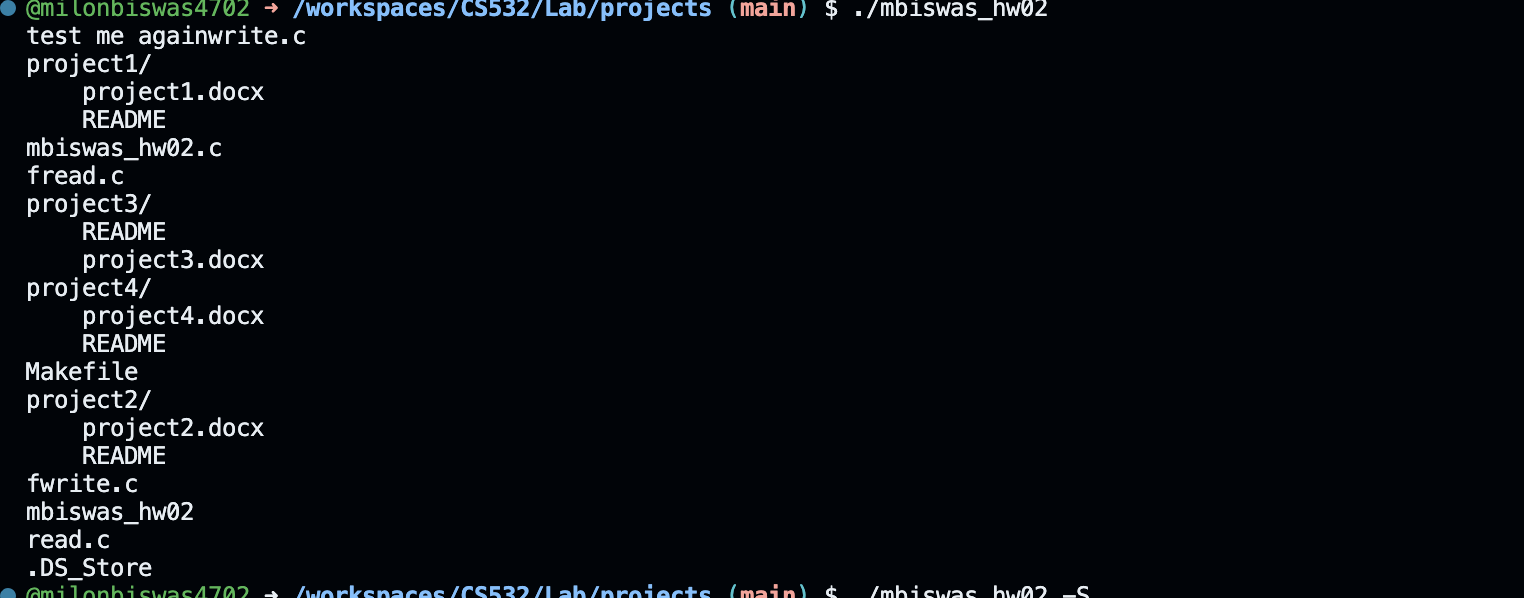 @milonbiswas4702 → /workspaces/CS532/Lab/projects (main) $ ./mbiswas_hw02
test me againwrite.c
project1/
    project1.docx
    README
mbiswas_hw02.c
fread.c
project3/
    README
    project3.docx
project4/
    project4.docx
    README
Makefile
project2/
    project2.docx
    README
fwrite.c
mbiswas_hw02
read.c
.DS_Store
@milonbiswas4702 → /workspaces/CS532/Lab/projects (main) $ ./mbiswas_hw02 -S